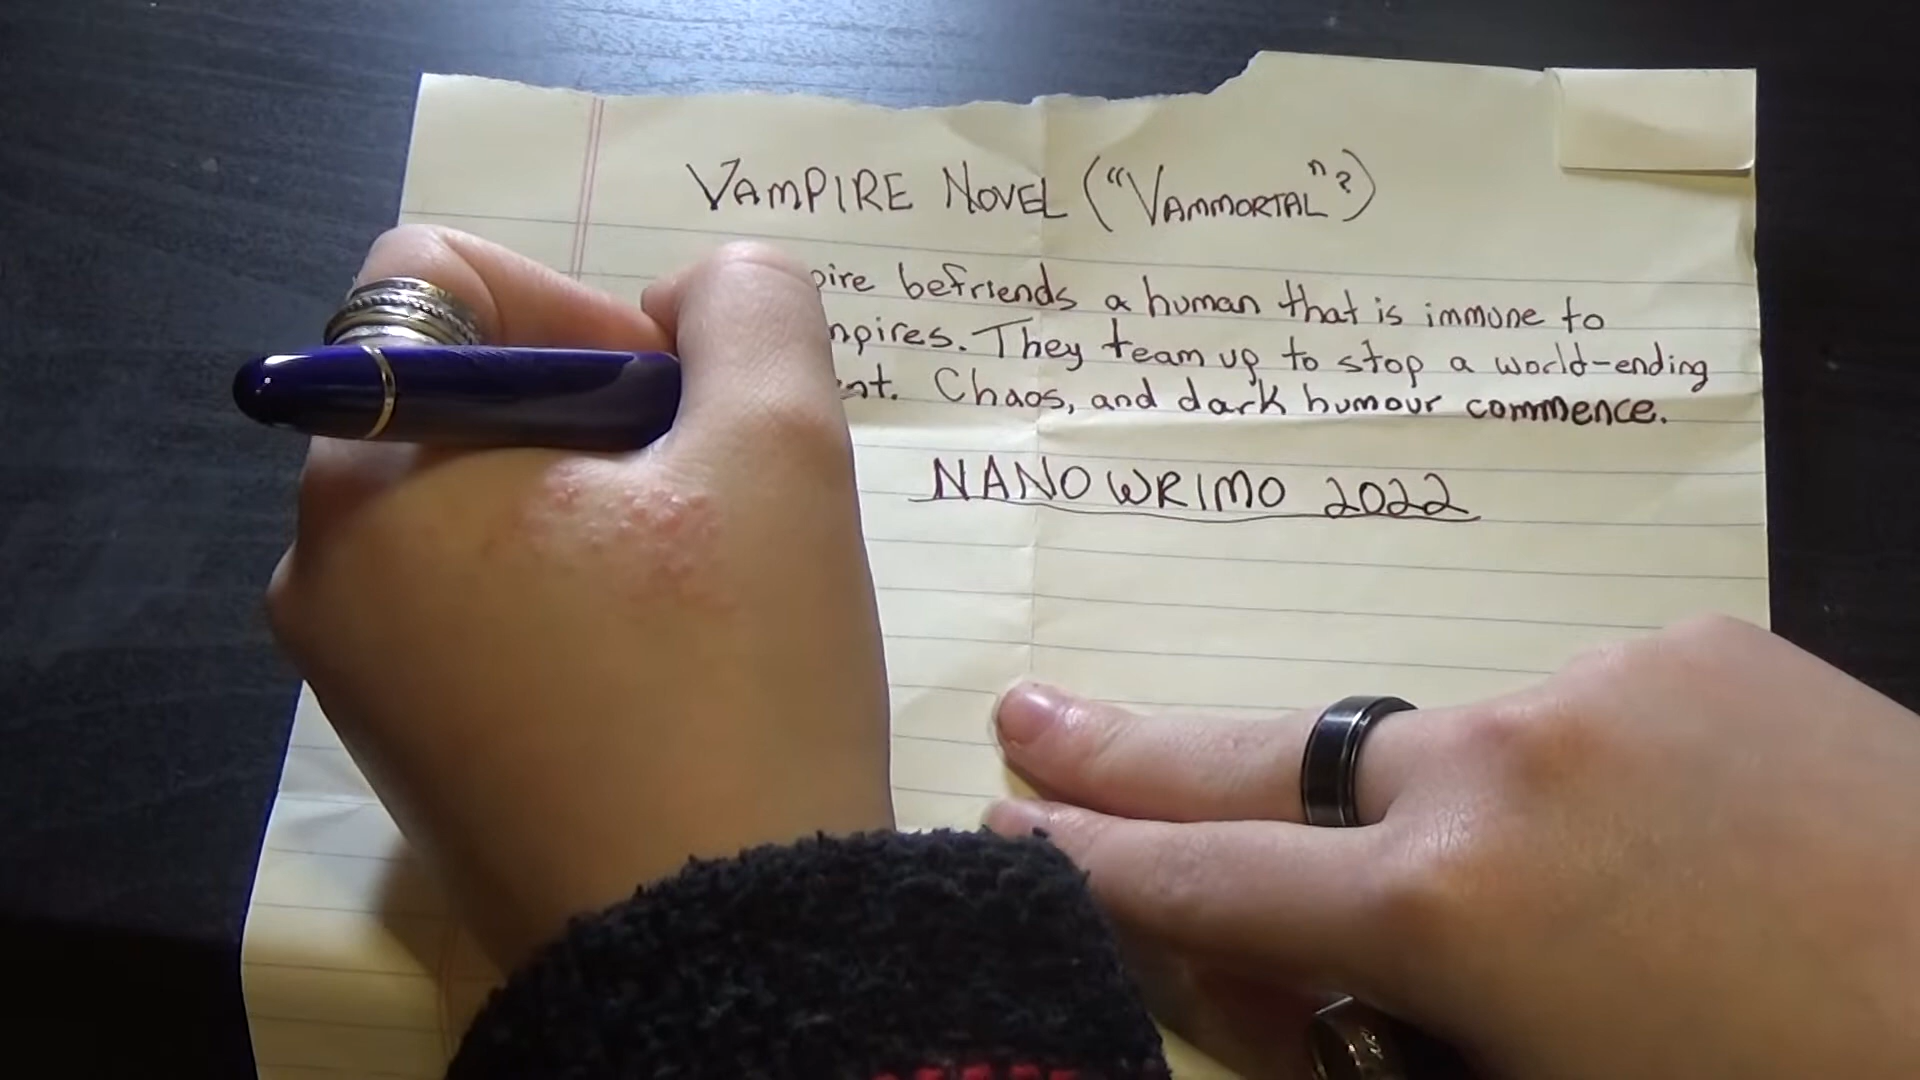 VAMPIRE NOVEL ("VAMMORTAL"?)
befriends a human that is immune to
They team up to stop a world-ending
Chaos, and dark humour commence.
NANOWRIMO 2022